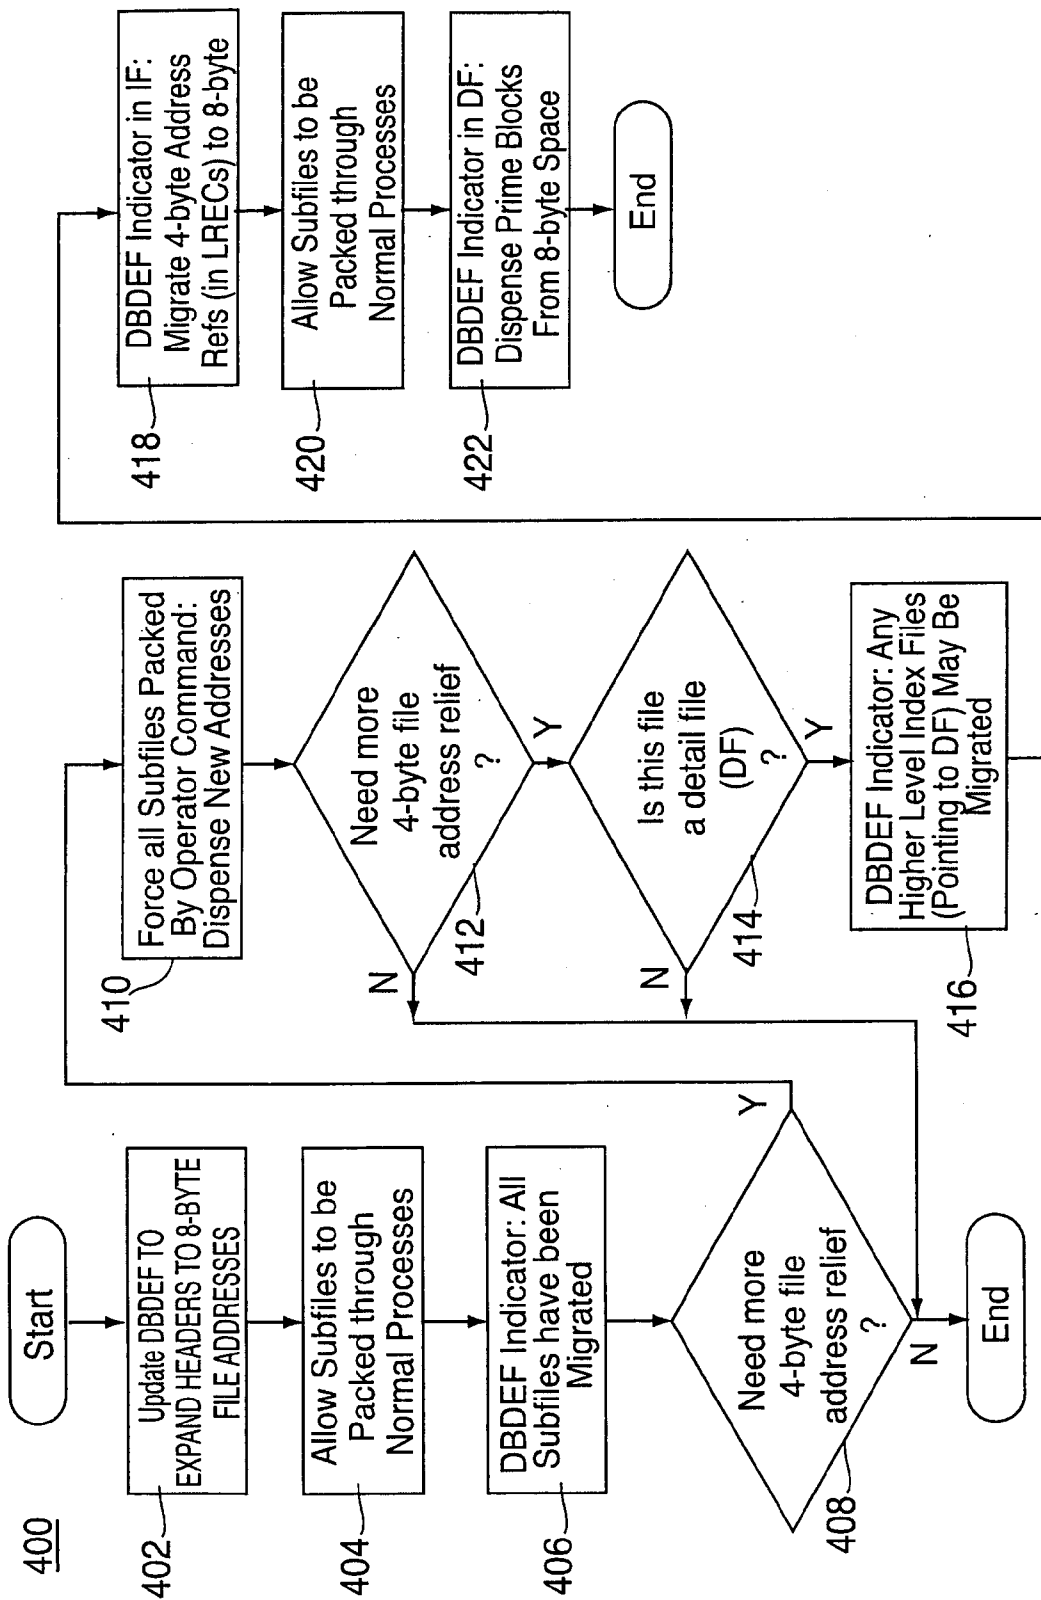 400
Start
402
Update DBDEF TO
EXPAND HEADERS TO 8-BYTE
FILE ADDRESSES
404
Allow Subfiles to be
Packed through
Normal Processes
406
DBDEF Indicator: All
Subfiles have been
Migrated
408
Need more
4-byte file
address relief
?
Y
N
End
410
Force all Subfiles Packed
By Operator Command:
Dispense New Addresses
412
Need more
4-byte file
address relief
?
N
Y
414
Is this file
a detail file
(DF)
?
N
Y
416
DBDEF Indicator: Any
Higher Level Index Files
(Pointing to DF) May Be
Migrated
418
DBDEF Indicator in IF:
Migrate 4-byte Address
Refs (in LRECs) to 8-byte
420
Allow Subfiles to be
Packed through
Normal Processes
422
DBDEF Indicator in DF:
Dispense Prime Blocks
From 8-byte Space
End